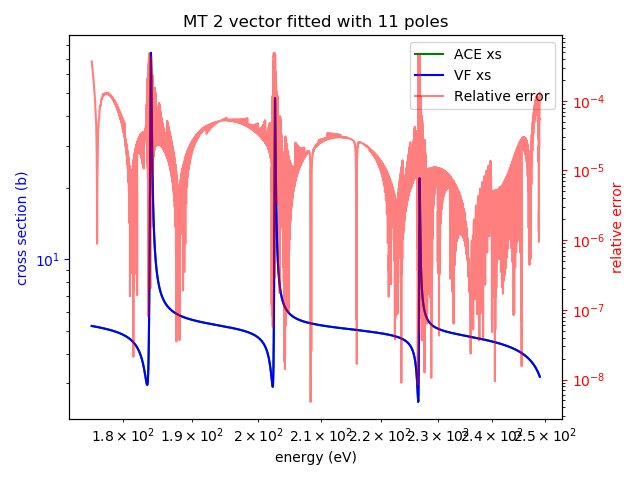 MT 2 vector fitted with 11 poles
ACE xs
VF xs
Relative error
cross section (b)
10¹
10⁻⁴
10⁻⁵
10⁻⁶
10⁻⁷
10⁻⁸
relative error
1.8 × 10² 1.9 × 10² 2 × 10² 2.1 × 10² 2.2 × 10² 2.3 × 10² 2.4 × 10² 2.5 × 10²
energy (eV)